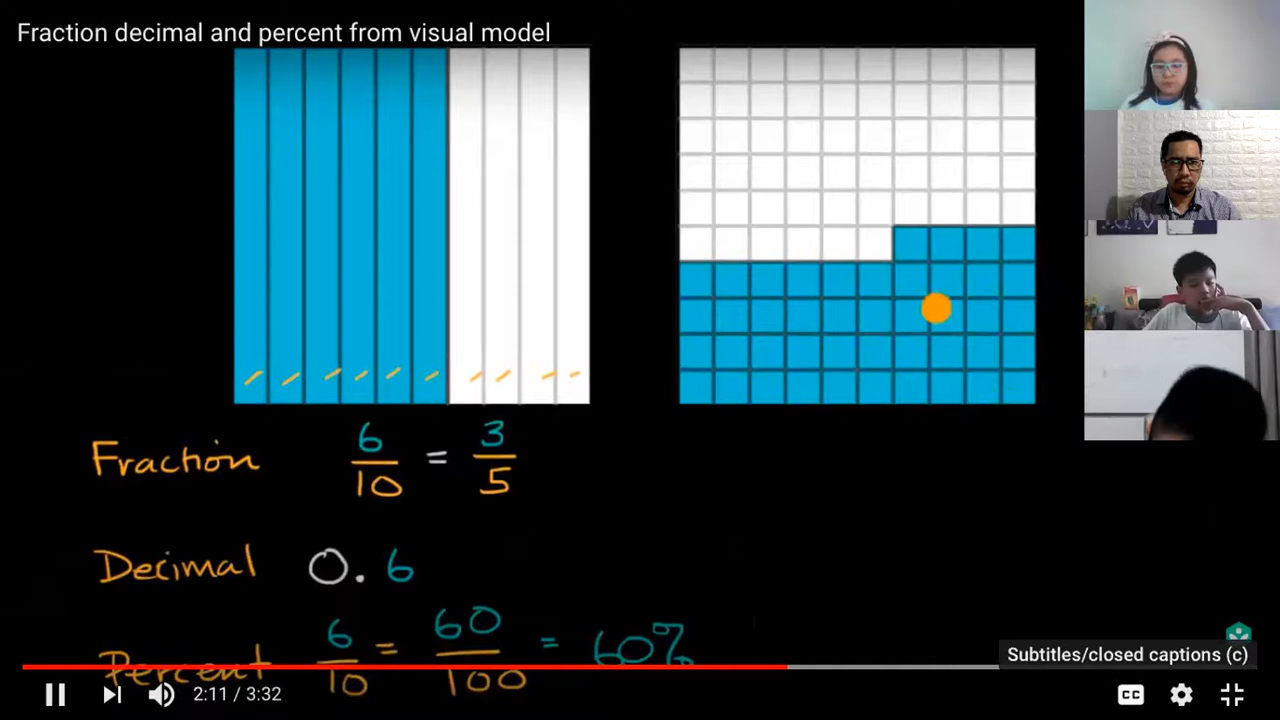 Fraction decimal and percent from visual model
Fraction 6/10 = 3/5
Decimal 0.6
Percent 6/10 = 60/100 = 60%
Subtitles/closed captions (c)
2:11 / 3:32
CC